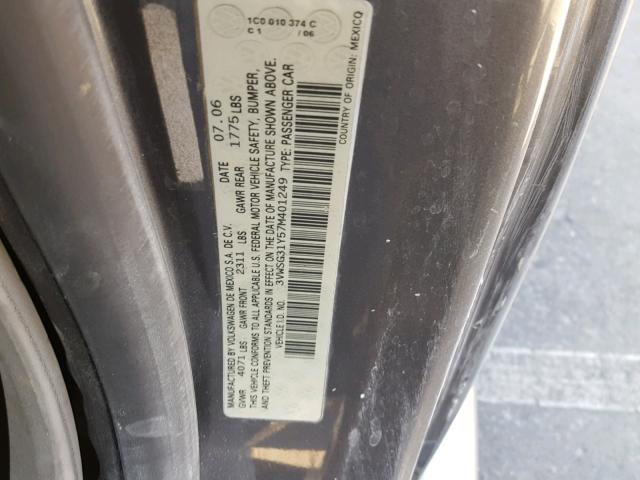 MANUFACTURED BY VOLKSWAGEN DE MEXICO S.A. DE C.V. DATE 07.06
GVWR 4071 LBS GAWR FRONT 2311 LBS GAWR REAR 1775 LBS
THIS VEHICLE CONFORMS TO ALL APPLICABLE U.S. FEDERAL MOTOR VEHICLE SAFETY, BUMPER,
AND THEFT PREVENTION STANDARDS IN EFFECT ON THE DATE OF MANUFACTURE SHOWN ABOVE.
VEHICLE I.D. NO. 3VWSG31Y57M401249 TYPE: PASSENGER CAR
COUNTRY OF ORIGIN: MEXICO
1C0 010 374 C
C 1 / 06